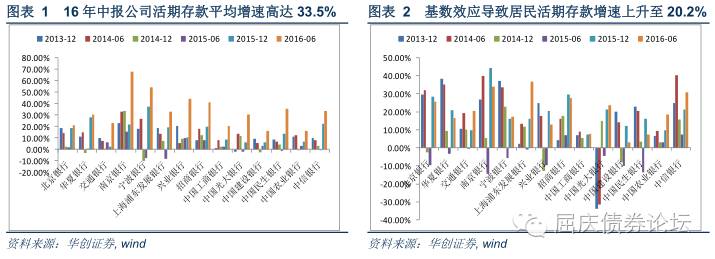 图表 1 16 年中报公司活期存款平均增速高达 33.5%
2013-12 2014-06 2014-12 2015-06 2015-12 2016-06
80.00%
70.00%
60.00%
50.00%
40.00%
30.00%
20.00%
10.00%
0.00%
-10.00%
-20.00%
北京银行
华夏银行
交通银行
南京银行
宁波银行
上海浦东发展银行
兴业银行
招商银行
中国工商银行
中国光大银行
中国建设银行
中国民生银行
中国农业银行
中信银行
资料来源：华创证券, wind
图表 2 基数效应导致居民活期存款增速上升至 20.2%
2013-12 2014-06 2014-12 2015-06 2015-12 2016-06
50.00%
40.00%
30.00%
20.00%
10.00%
0.00%
-10.00%
-20.00%
-30.00%
-40.00%
北京银行
华夏银行
交通银行
南京银行
宁波银行
上海浦东发展银行
兴业银行
招商银行
中国工商银行
中国光大银行
中国建设银行
中国民生银行
中国农业银行
中信银行
资料来源：华创证券, wind
屈庆债券论坛